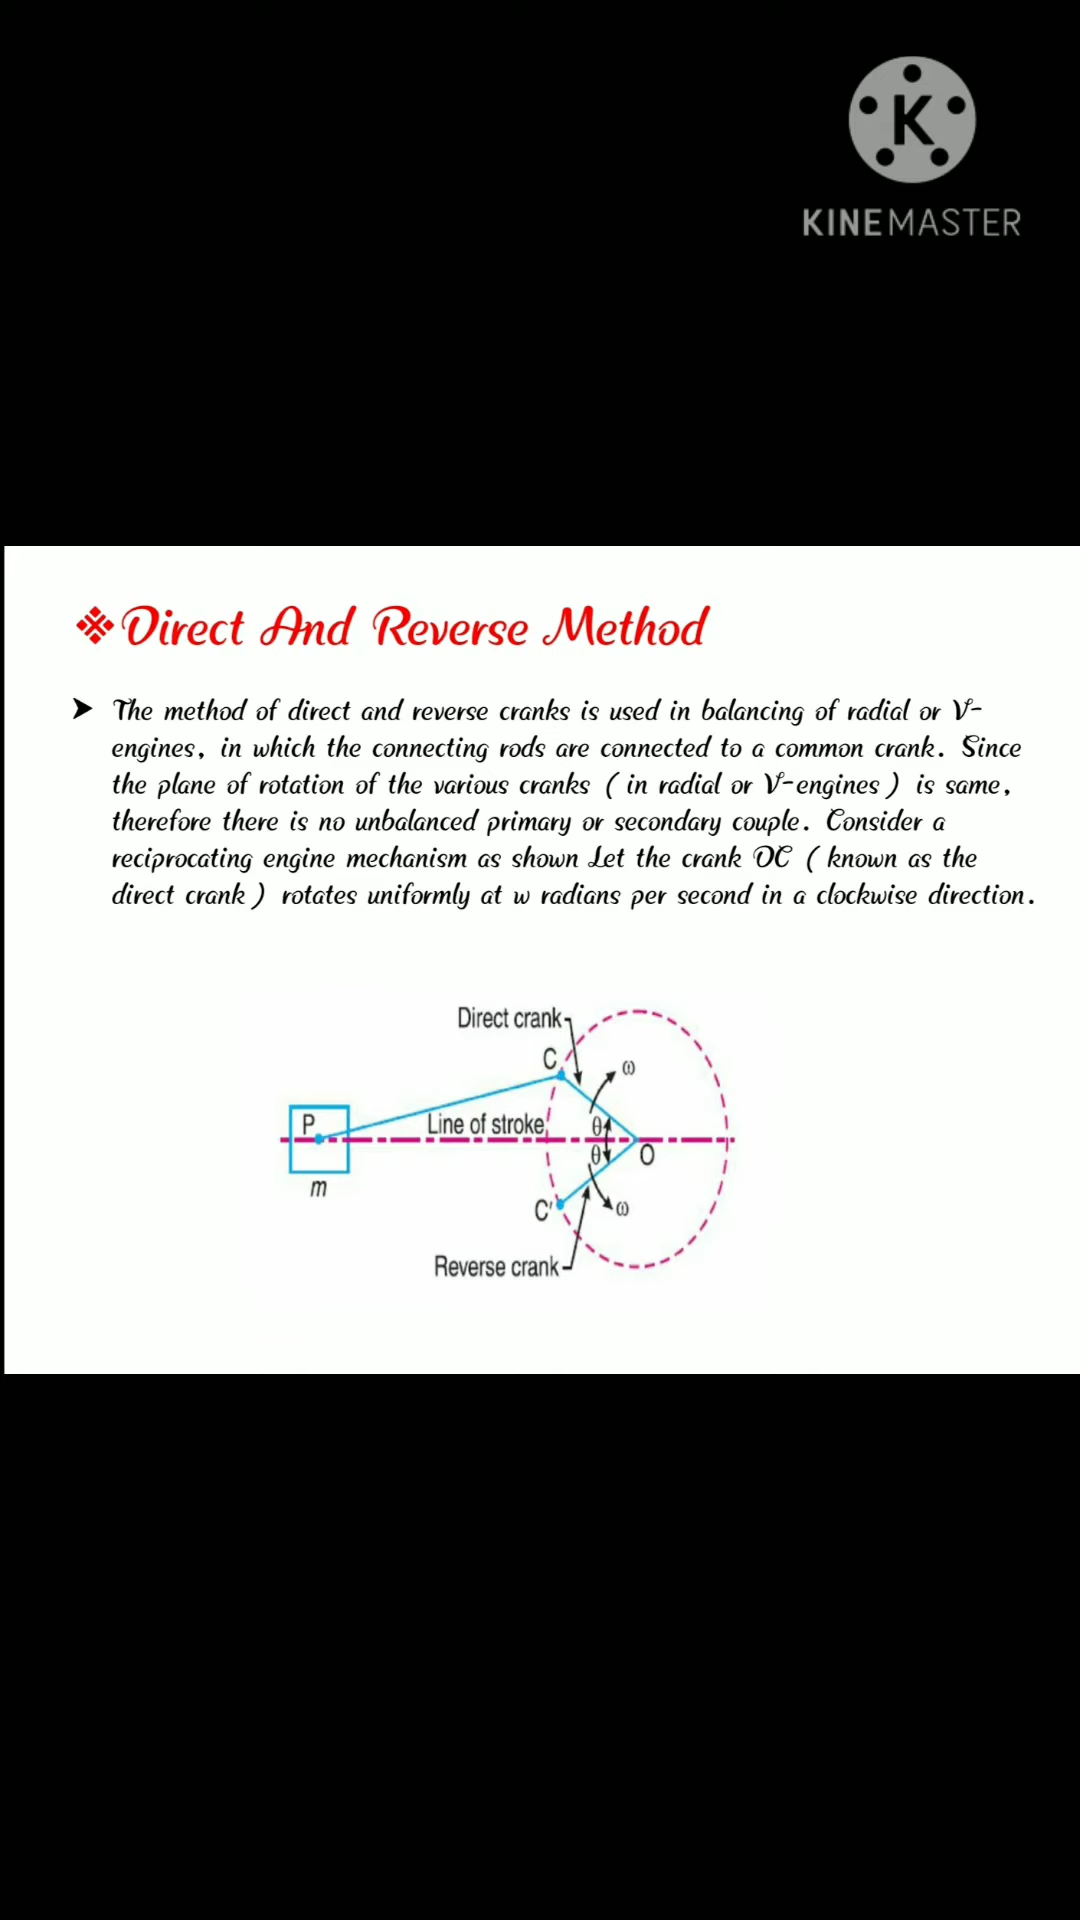 K
KINEMASTER
❖Direct And Reverse Method
➤ The method of direct and reverse cranks is used in balancing of radial or V-
engines, in which the connecting rods are connected to a common crank. Since
the plane of rotation of the various cranks ( in radial or V-engines ) is same,
therefore there is no unbalanced primary or secondary couple. Consider a
reciprocating engine mechanism as shown Let the crank OC ( known as the
direct crank ) rotates uniformly at w radians per second in a clockwise direction.
Direct crank
C
ω
P
Line of stroke
θ
θ
O
m
C'
ω
Reverse crank